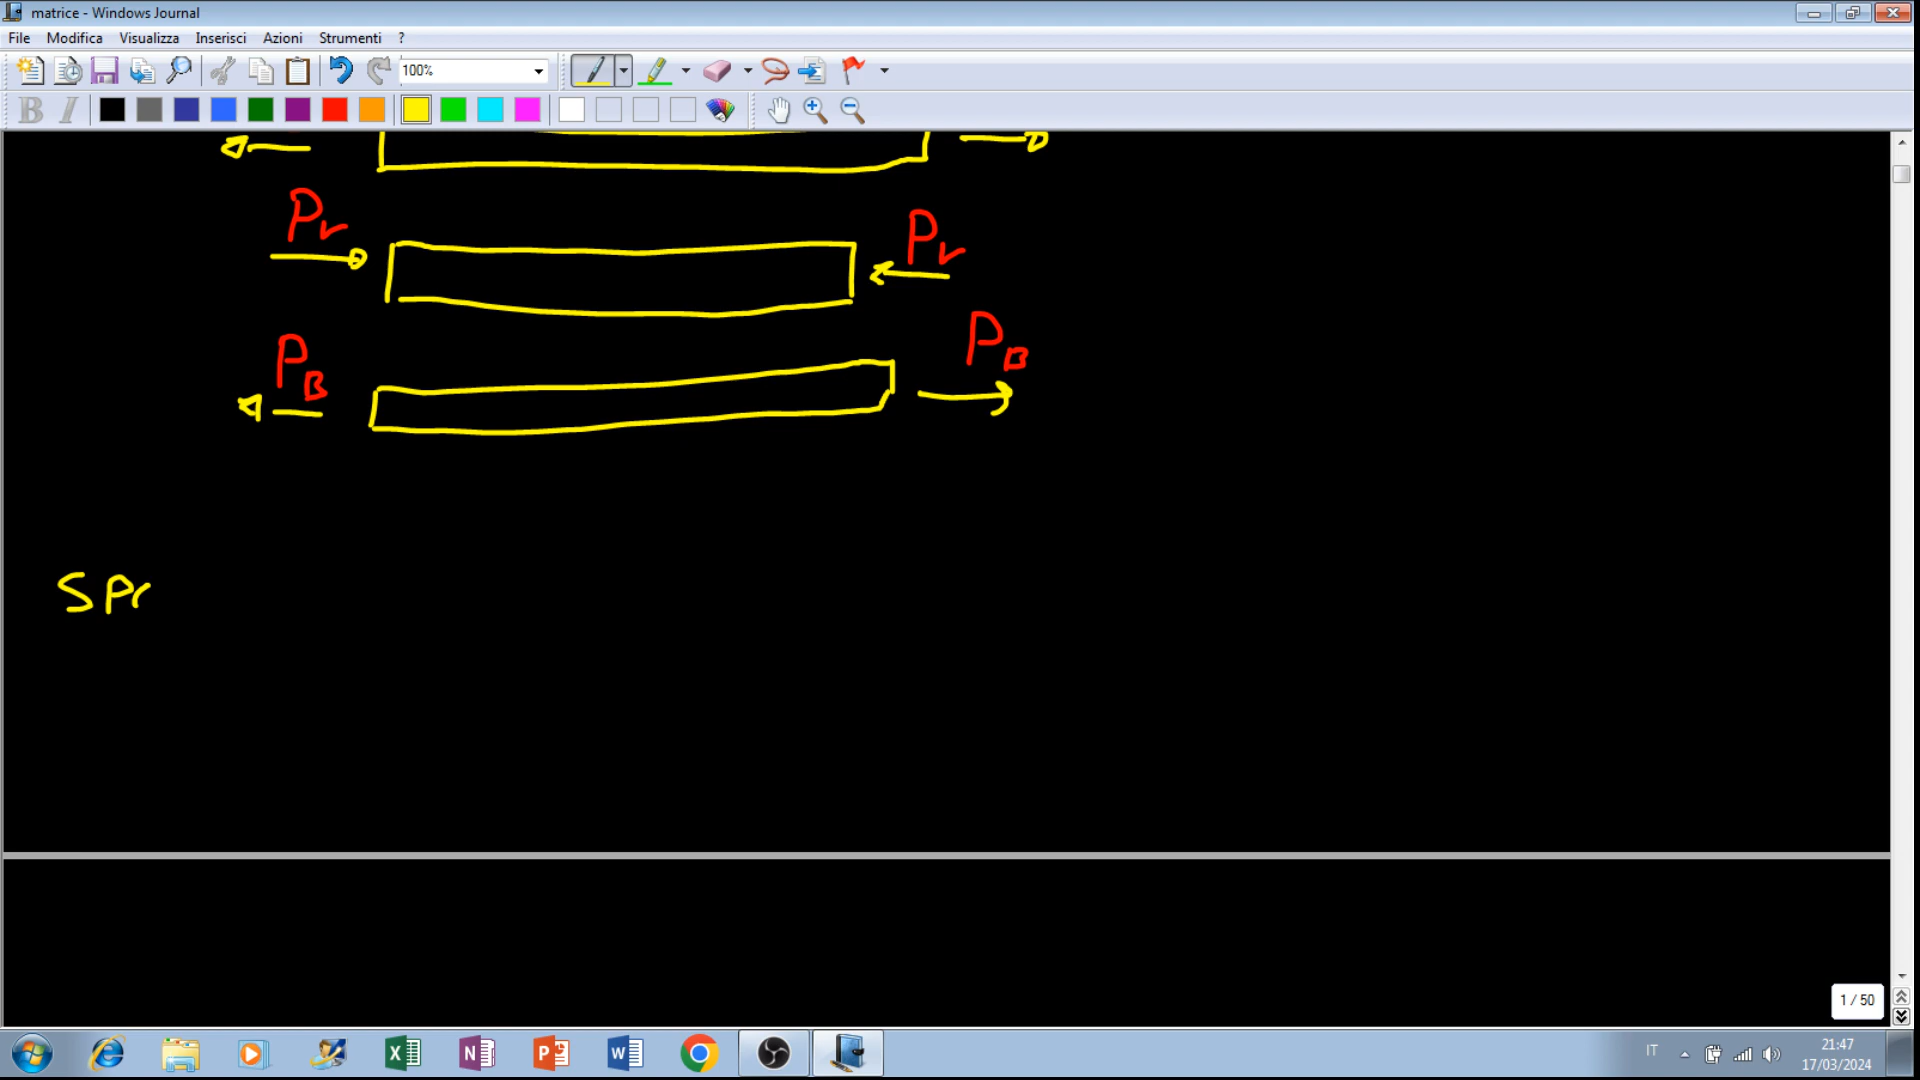 matrice - Windows Journal
File Modifica Visualizza Inserisci Azioni Strumenti ?
100%
B I
Pr
Pr
PB
PB
SPr
1 / 50
IT
21:47
17/03/2024